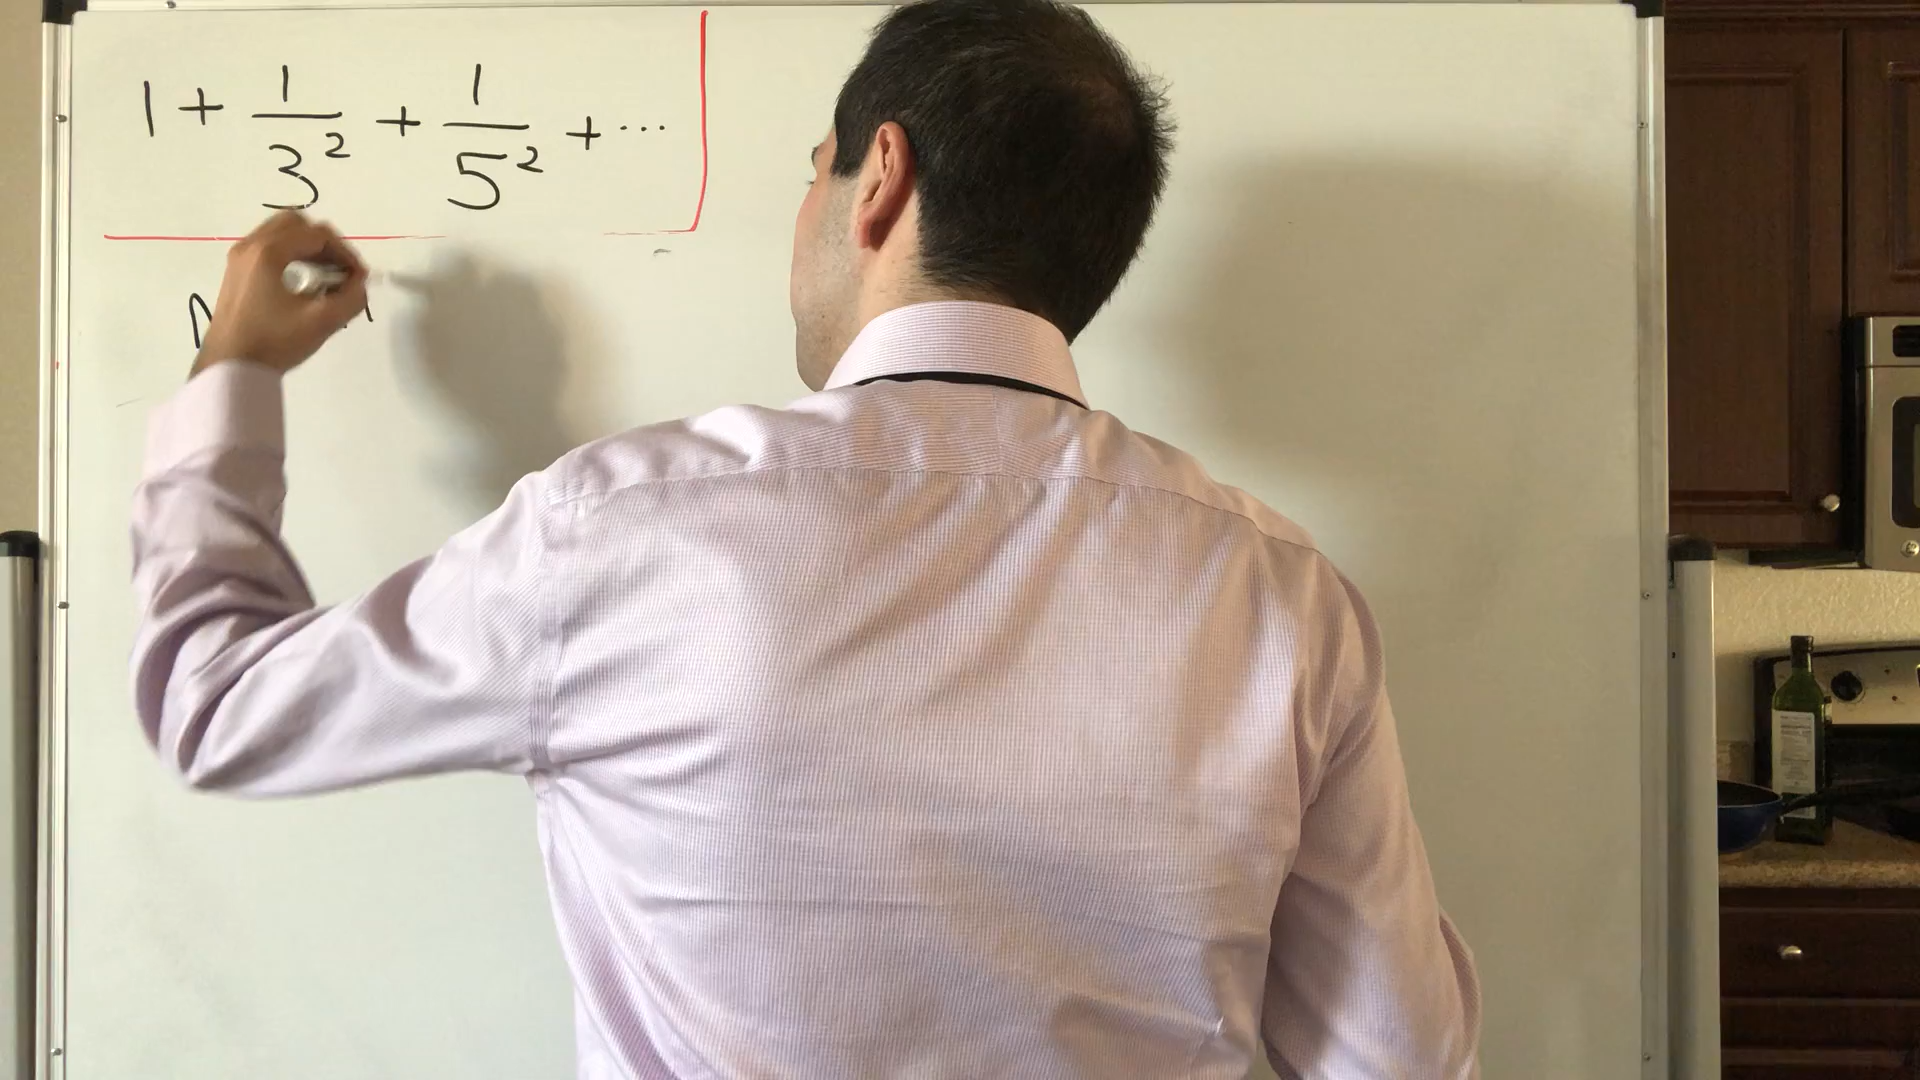 1 + 1/3² + 1/5² + ···